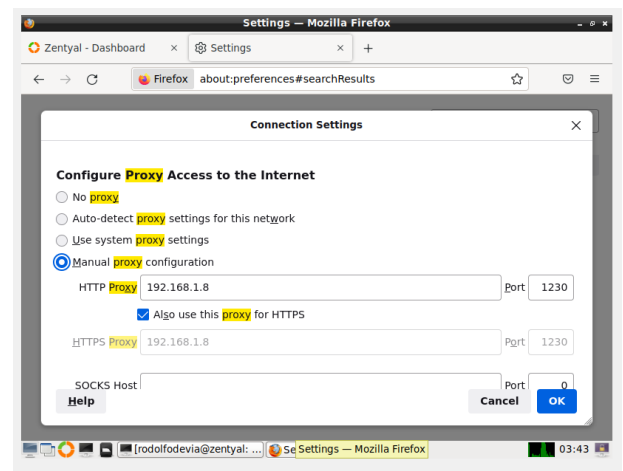 Settings — Mozilla Firefox
Zentyal - Dashboard × Settings × +
Firefox about:preferences#searchResults
Connection Settings
Configure Proxy Access to the Internet
No proxy
Auto-detect proxy settings for this network
Use system proxy settings
Manual proxy configuration
HTTP Proxy 192.168.1.8 Port 1230
Also use this proxy for HTTPS
HTTPS Proxy 192.168.1.8 Port 1230
SOCKS Host Port 0
Help Cancel OK
[rodolfodevia@zentyal: ...] Se Settings — Mozilla Firefox 03:43